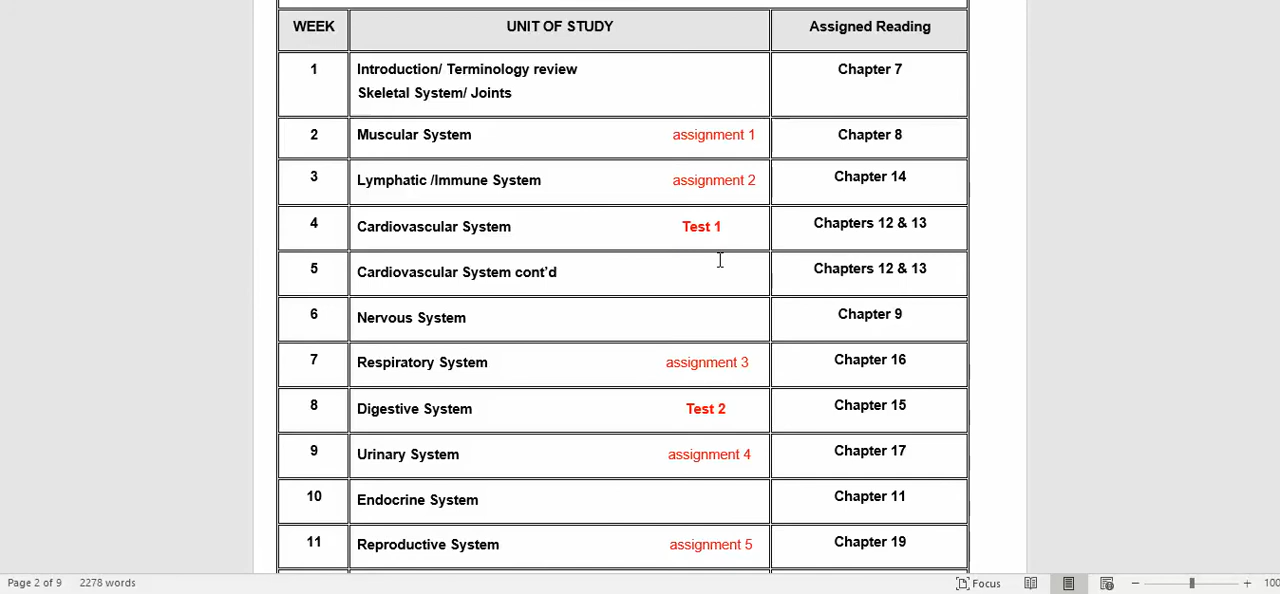 WEEK UNIT OF STUDY Assigned Reading
1 Introduction/ Terminology review Chapter 7
Skeletal System/ Joints
2 Muscular System assignment 1 Chapter 8
3 Lymphatic /Immune System assignment 2 Chapter 14
4 Cardiovascular System Test 1 Chapters 12 & 13
5 Cardiovascular System cont'd Chapters 12 & 13
6 Nervous System Chapter 9
7 Respiratory System assignment 3 Chapter 16
8 Digestive System Test 2 Chapter 15
9 Urinary System assignment 4 Chapter 17
10 Endocrine System Chapter 11
11 Reproductive System assignment 5 Chapter 19
Page 2 of 9 2278 words Focus 100